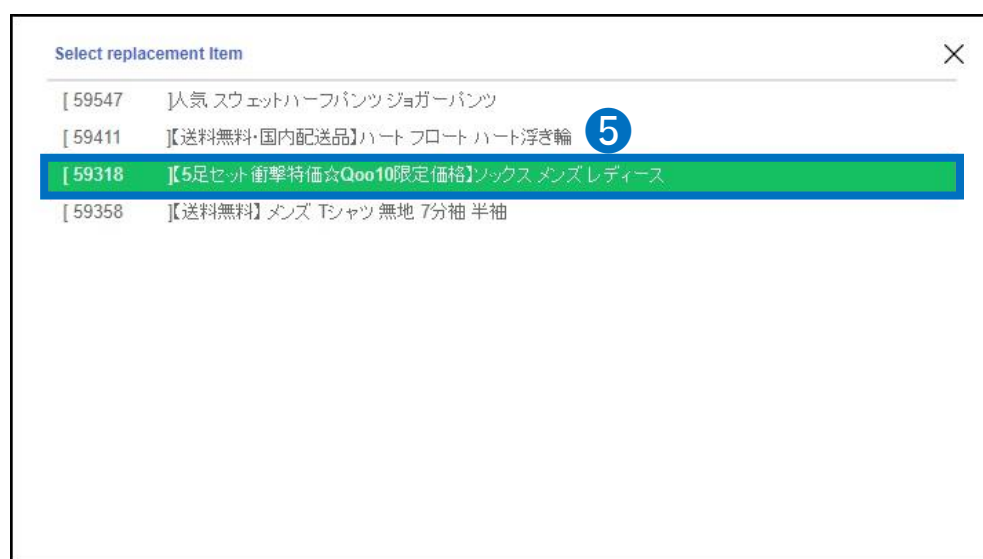 Select replacement Item
[ 59547 ]人気 スウェットハーフパンツ ジョガーパンツ
[ 59411 ]【送料無料・国内配送品】ハート フロート ハート浮き輪
5
[ 59318 ]【5足セット 衝撃特価☆Qoo10限定価格】ソックス メンズ レディース
[ 59358 ]【送料無料】 メンズ Tシャツ 無地 7分袖 半袖